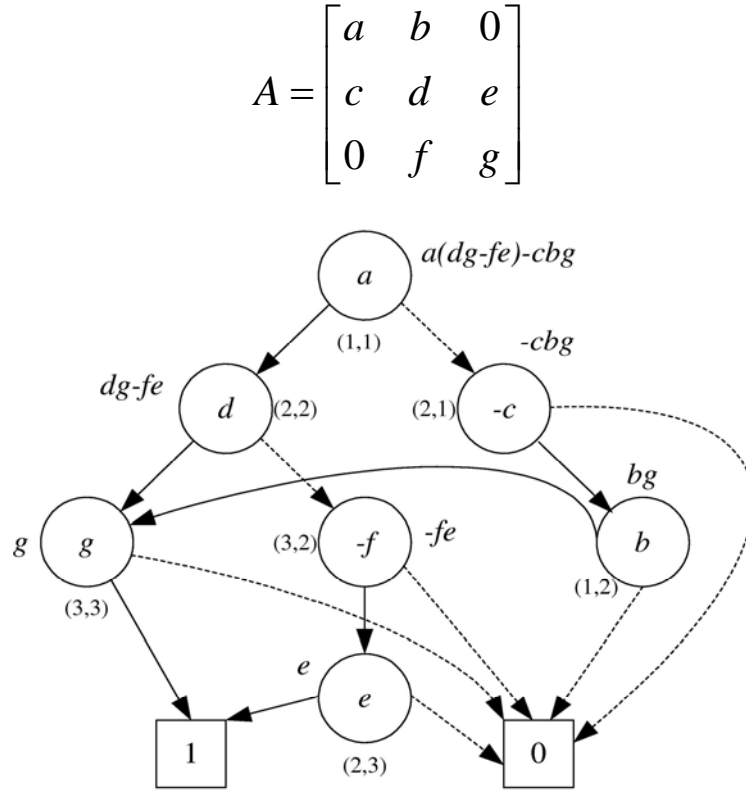 A = [ a b 0
c d e
0 f g ]
a a(dg-fe)-cbg
(1,1)
-cbg
dg-fe d (2,2) (2,1) -c
bg
g g (3,2) -f -fe b
(3,3) (1,2)
e e
1 0
(2,3)